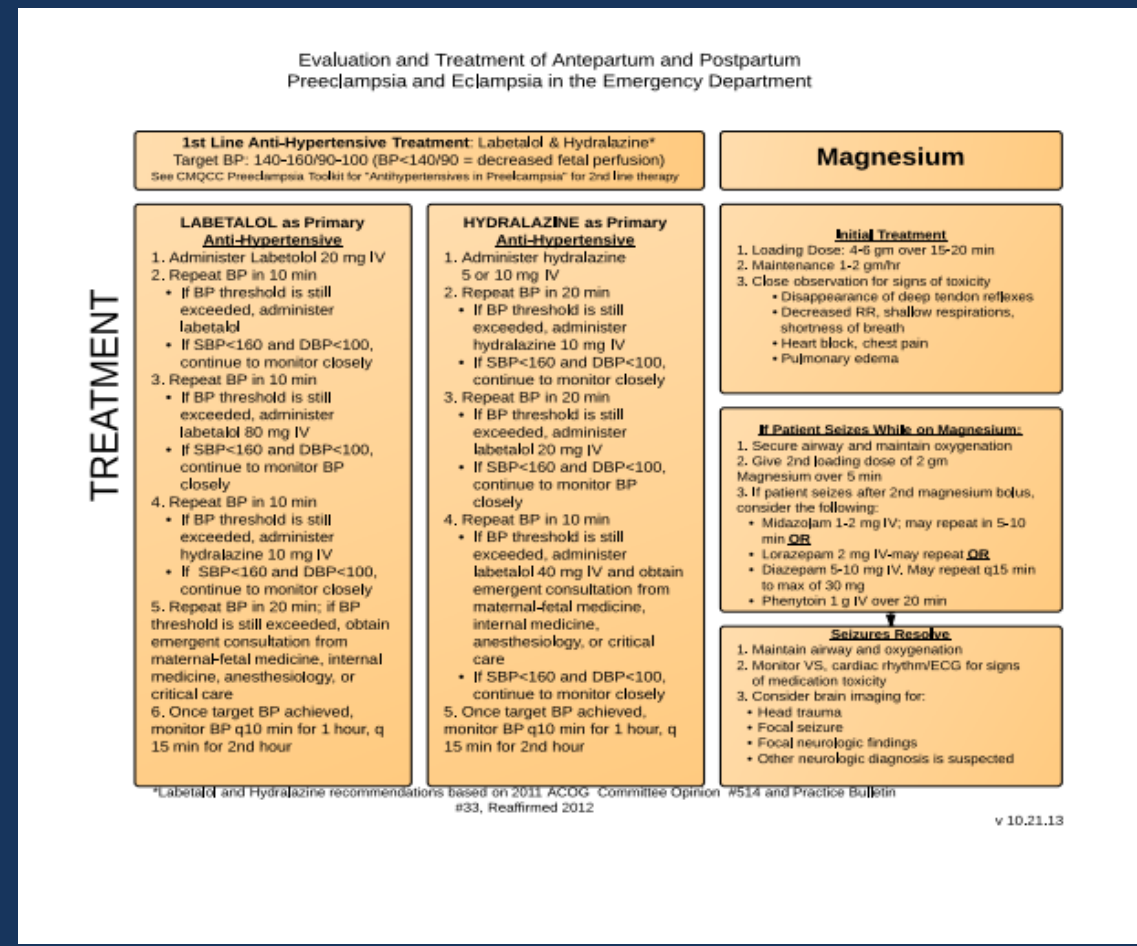 Evaluation and Treatment of Antepartum and Postpartum
Preeclampsia and Eclampsia in the Emergency Department
TREATMENT
1st Line Anti-Hypertensive Treatment: Labetalol & Hydralazine*
Target BP: 140-160/90-100 (BP<140/90 = decreased fetal perfusion)
See CMQCC Preeclampsia Toolkit for "Antihypertensives in Preelcampsia" for 2nd line therapy
LABETALOL as Primary
Anti-Hypertensive
1. Administer Labetolol 20 mg IV
2. Repeat BP in 10 min
• If BP threshold is still
exceeded, administer
labetalol
• If SBP<160 and DBP<100,
continue to monitor closely
3. Repeat BP in 10 min
• If BP threshold is still
exceeded, administer
labetalol 80 mg IV
• If SBP<160 and DBP<100,
continue to monitor BP
closely
4. Repeat BP in 10 min
• If BP threshold is still
exceeded, administer
hydralazine 10 mg IV
• If SBP<160 and DBP<100,
continue to monitor closely
5. Repeat BP in 20 min; if BP
threshold is still exceeded, obtain
emergent consultation from
maternal-fetal medicine, internal
medicine, anesthesiology, or
critical care
6. Once target BP achieved,
monitor BP q10 min for 1 hour, q
15 min for 2nd hour
HYDRALAZINE as Primary
Anti-Hypertensive
1. Administer hydralazine
5 or 10 mg IV
2. Repeat BP in 20 min
• If BP threshold is still
exceeded, administer
hydralazine 10 mg IV
• If SBP<160 and DBP<100,
continue to monitor closely
3. Repeat BP in 20 min
• If BP threshold is still
exceeded, administer
labetalol 20 mg IV
• If SBP<160 and DBP<100,
continue to monitor BP
closely
4. Repeat BP in 10 min
• If BP threshold is still
exceeded, administer
labetalol 40 mg IV and obtain
emergent consultation from
maternal-fetal medicine,
internal medicine,
anesthesiology, or critical
care
• If SBP<160 and DBP<100,
continue to monitor closely
5. Once target BP achieved,
monitor BP q10 min for 1 hour, q
15 min for 2nd hour
Magnesium
Initial Treatment
1. Loading Dose: 4-6 gm over 15-20 min
2. Maintenance 1-2 gm/hr
3. Close observation for signs of toxicity
• Disappearance of deep tendon reflexes
• Decreased RR, shallow respirations,
shortness of breath
• Heart block, chest pain
• Pulmonary edema
If Patient Seizes While on Magnesium:
1. Secure airway and maintain oxygenation
2. Give 2nd loading dose of 2 gm
Magnesium over 5 min
3. If patient seizes after 2nd magnesium bolus,
consider the following:
• Midazolam 1-2 mg IV; may repeat in 5-10
min OR
• Lorazepam 2 mg IV-may repeat OR
• Diazepam 5-10 mg IV. May repeat q15 min
to max of 30 mg
• Phenytoin 1 g IV over 20 min
Seizures Resolve
1. Maintain airway and oxygenation
2. Monitor VS, cardiac rhythm/ECG for signs
of medication toxicity
3. Consider brain imaging for:
• Head trauma
• Focal seizure
• Focal neurologic findings
• Other neurologic diagnosis is suspected
*Labetalol and Hydralazine recommendations based on 2011 ACOG Committee Opinion #514 and Practice Bulletin
#33, Reaffirmed 2012
v 10.21.13